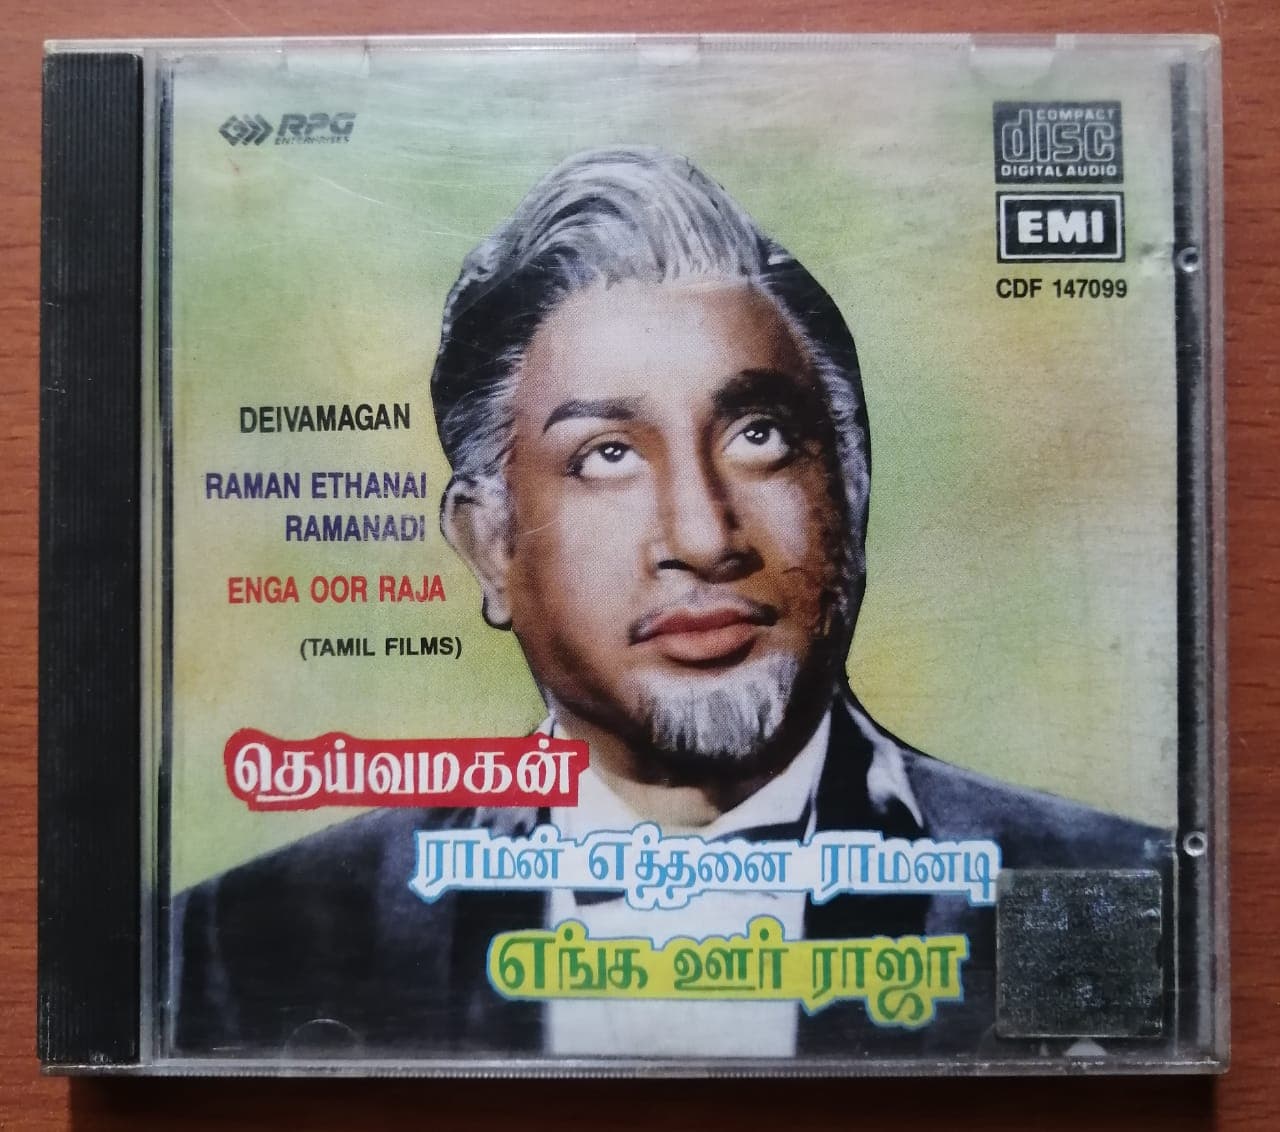 RPG
ENTERPRISES
COMPACT
disc
DIGITAL AUDIO
EMI
CDF 147099
DEIVAMAGAN
RAMAN ETHANAI
RAMANADI
ENGA OOR RAJA
(TAMIL FILMS)
தெய்வமகன்
ராமன் எத்தனை ராமனடி
எங்க ஊர் ராஜா